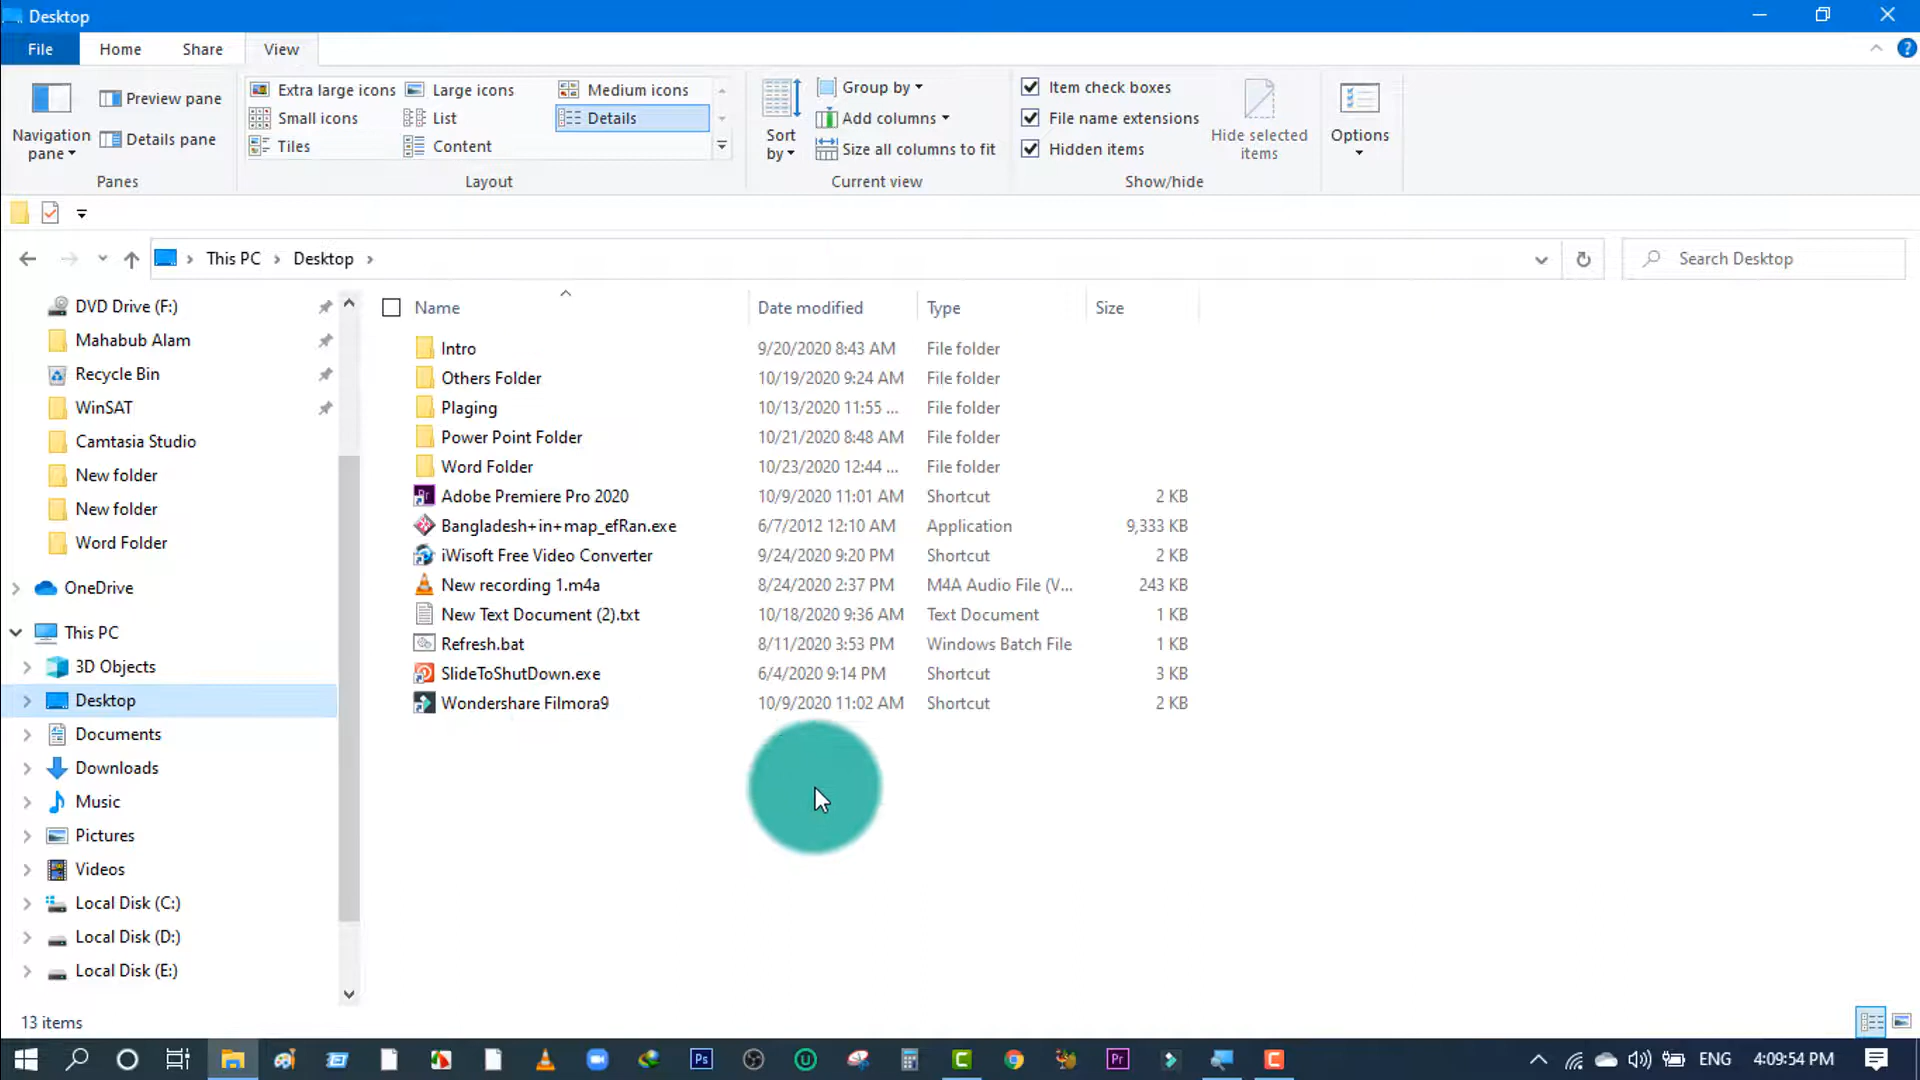 Desktop
File Home Share View
Navigation pane
Preview pane
Details pane
Panes
Extra large icons Large icons Medium icons
Small icons List Details
Tiles Content
Layout
Sort by
Group by
Add columns
Size all columns to fit
Current view
Item check boxes
File name extensions
Hidden items
Hide selected items
Show/hide
Options
This PC Desktop
Search Desktop
DVD Drive (F:)
Mahabub Alam
Recycle Bin
WinSAT
Camtasia Studio
New folder
New folder
Word Folder
OneDrive
This PC
3D Objects
Desktop
Documents
Downloads
Music
Pictures
Videos
Local Disk (C:)
Local Disk (D:)
Local Disk (E:)
Name Date modified Type Size
Intro 9/20/2020 8:43 AM File folder
Others Folder 10/19/2020 9:24 AM File folder
Plaging 10/13/2020 11:55 ... File folder
Power Point Folder 10/21/2020 8:48 AM File folder
Word Folder 10/23/2020 12:44 ... File folder
Adobe Premiere Pro 2020 10/9/2020 11:01 AM Shortcut 2 KB
Bangladesh+in+map_efRan.exe 6/7/2012 12:10 AM Application 9,333 KB
iWisoft Free Video Converter 9/24/2020 9:20 PM Shortcut 2 KB
New recording 1.m4a 8/24/2020 2:37 PM M4A Audio File (V... 243 KB
New Text Document (2).txt 10/18/2020 9:36 AM Text Document 1 KB
Refresh.bat 8/11/2020 3:53 PM Windows Batch File 1 KB
SlideToShutDown.exe 6/4/2020 9:14 PM Shortcut 3 KB
Wondershare Filmora9 10/9/2020 11:02 AM Shortcut 2 KB
13 items
Ps Pr ENG 4:09:54 PM